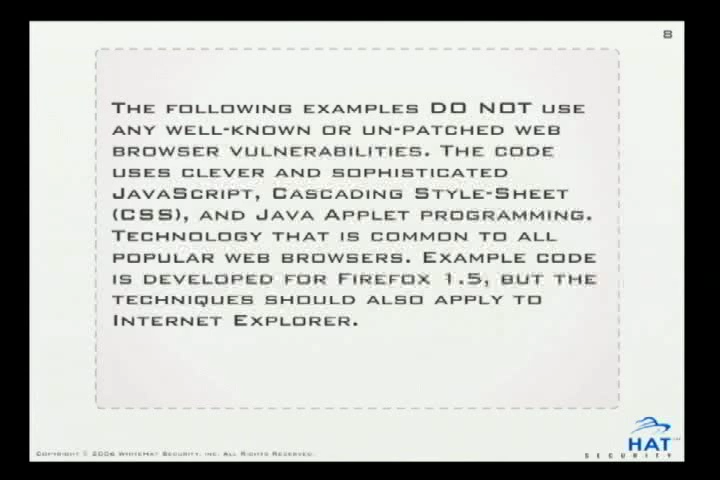 8
The following examples DO NOT use
any well-known or un-patched web
browser vulnerabilities. The code
uses clever and sophisticated
JavaScript, Cascading Style-Sheet
(CSS), and Java Applet programming.
Technology that is common to all
popular web browsers. Example code
is developed for Firefox 1.5, but the
techniques should also apply to
Internet Explorer.
HAT
SECURITY
Copyright © 2006 WhiteHat Security, Inc. All Rights Reserved.